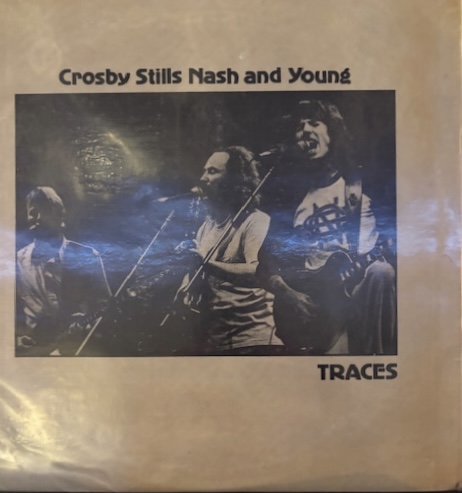 Crosby Stills Nash and Young
TRACES